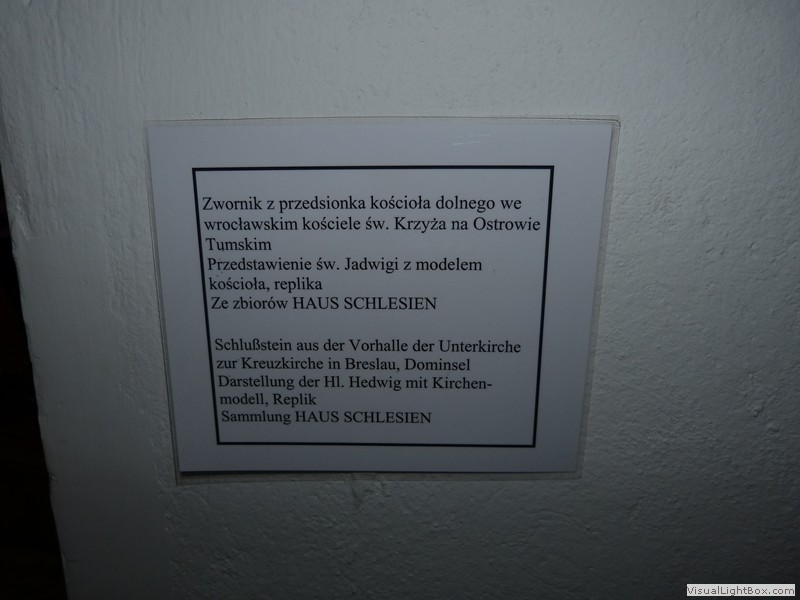 Zwornik z przedsionka kościoła dolnego we
wrocławskim kościele św. Krzyża na Ostrowie
Tumskim
Przedstawienie św. Jadwigi z modelem
kościoła, replika
Ze zbiorów HAUS SCHLESIEN
Schlußstein aus der Vorhalle der Unterkirche
zur Kreuzkirche in Breslau, Dominsel
Darstellung der Hl. Hedwig mit Kirchen-
modell, Replik
Sammlung HAUS SCHLESIEN
VisualLightBox.com